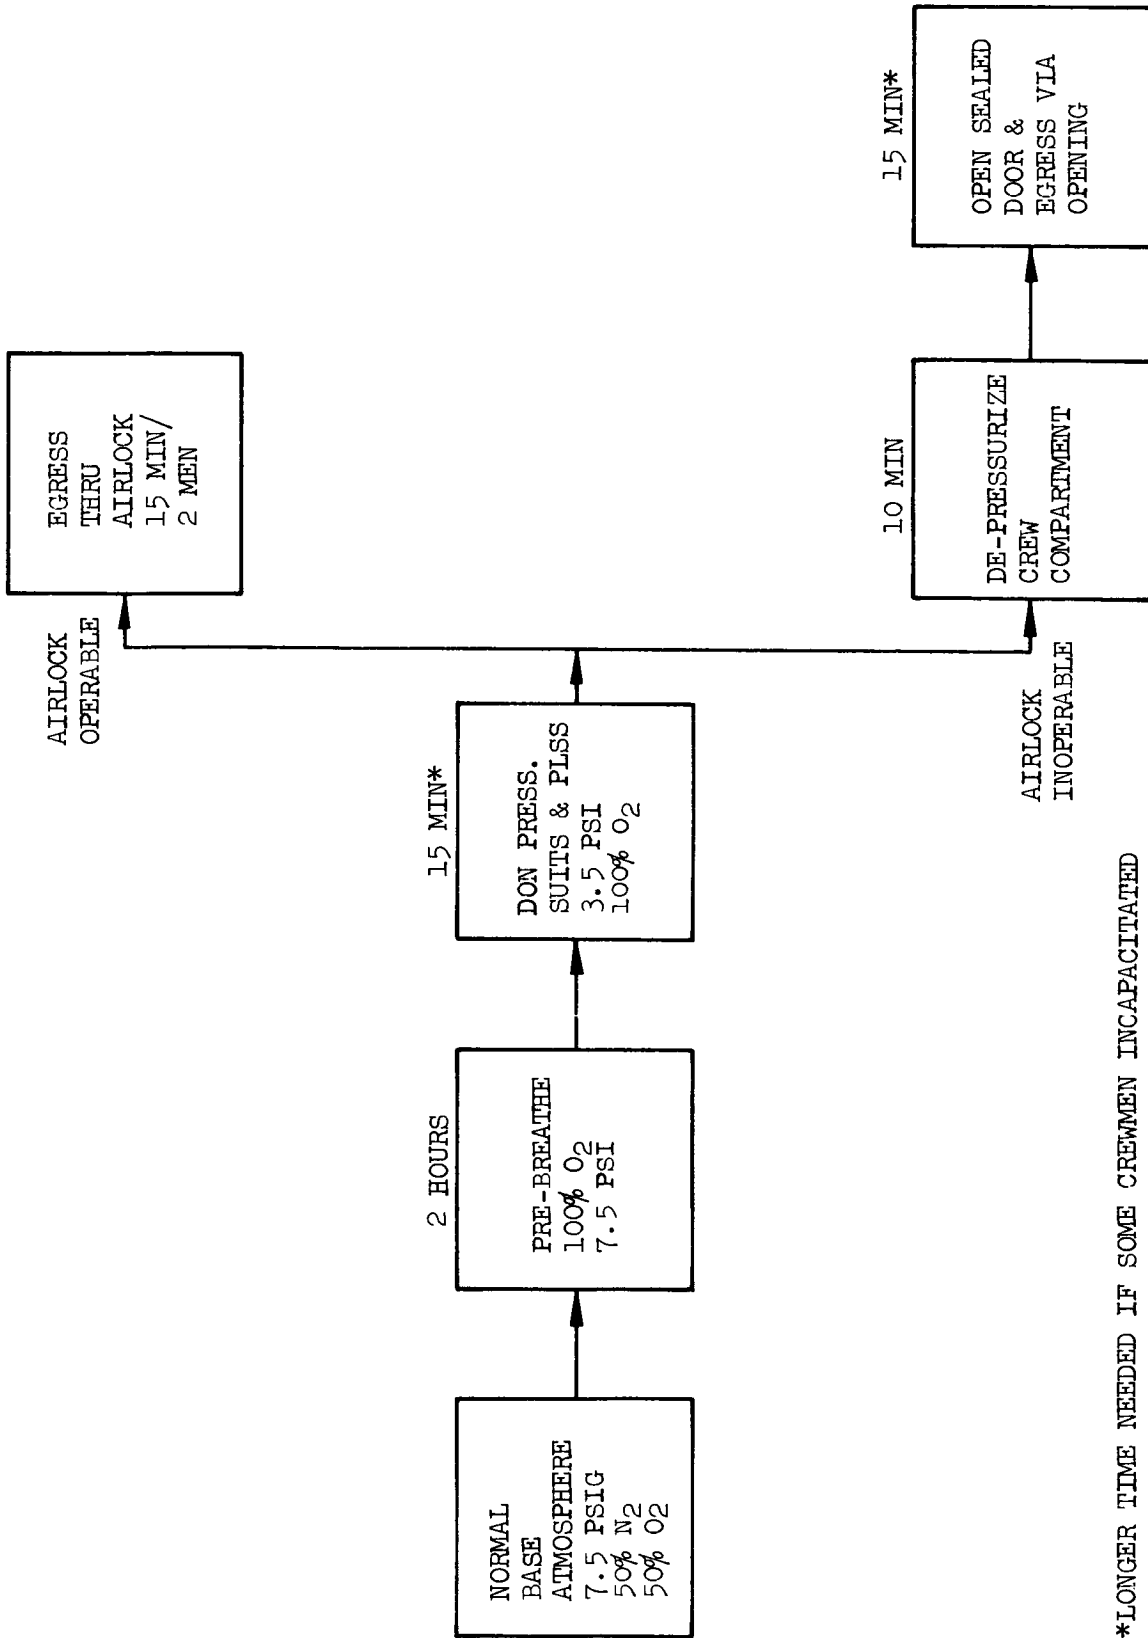 NORMAL
BASE
ATMOSPHERE
7.5 PSIG
50% N2
50% O2
2 HOURS
PRE-BREATHE
100% O2
7.5 PSI
15 MIN*
DON PRESS.
SUITS & PLSS
3.5 PSI
100% O2
AIRLOCK
OPERABLE
EGRESS
THRU
AIRLOCK
15 MIN/
2 MEN
AIRLOCK
INOPERABLE
10 MIN
DE-PRESSURIZE
CREW
COMPARTMENT
15 MIN*
OPEN SEALED
DOOR &
EGRESS VIA
OPENING
*LONGER TIME NEEDED IF SOME CREWMEN INCAPACITATED